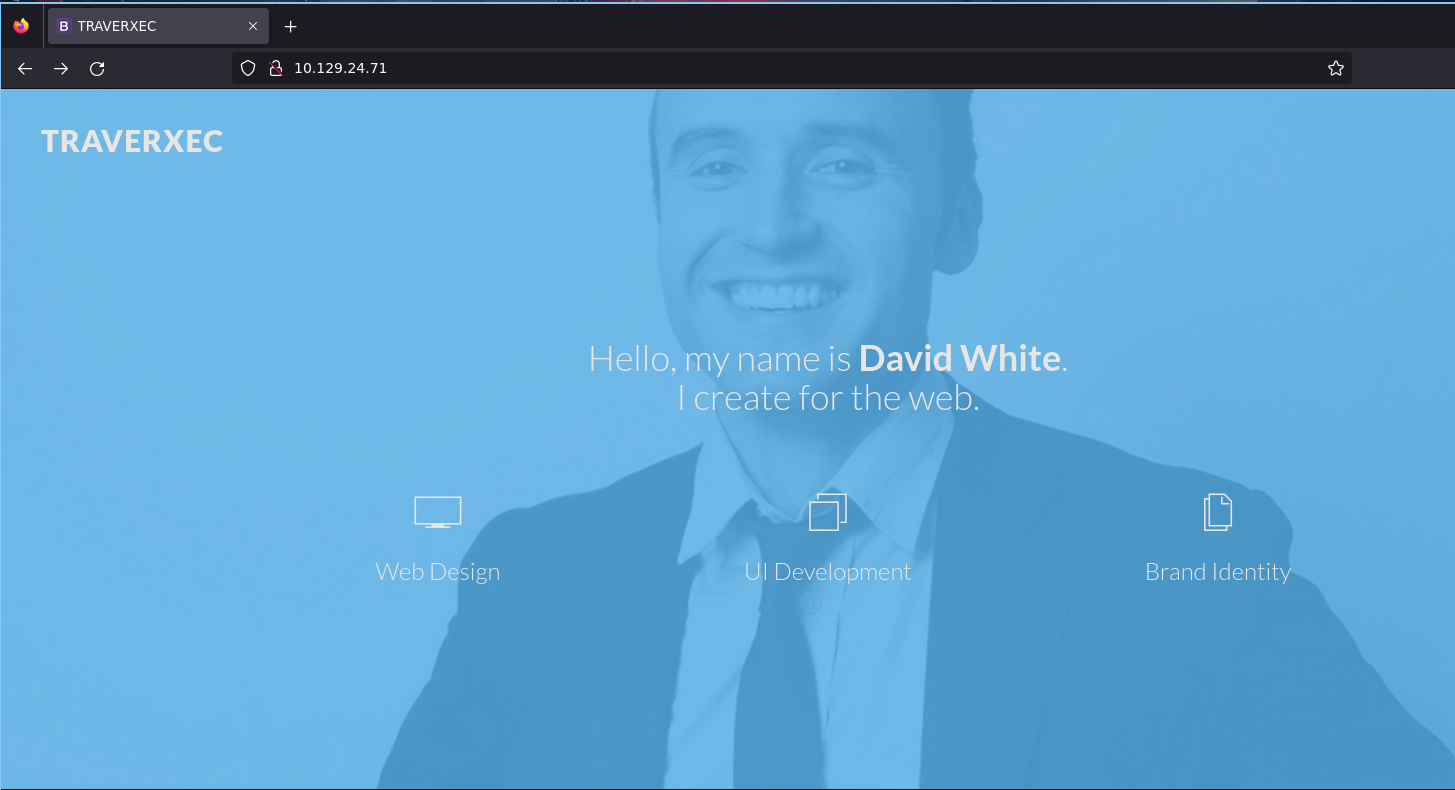 TRAVERXEC
10.129.24.71
TRAVERXEC
Hello, my name is David White.
I create for the web.
Web Design
UI Development
Brand Identity